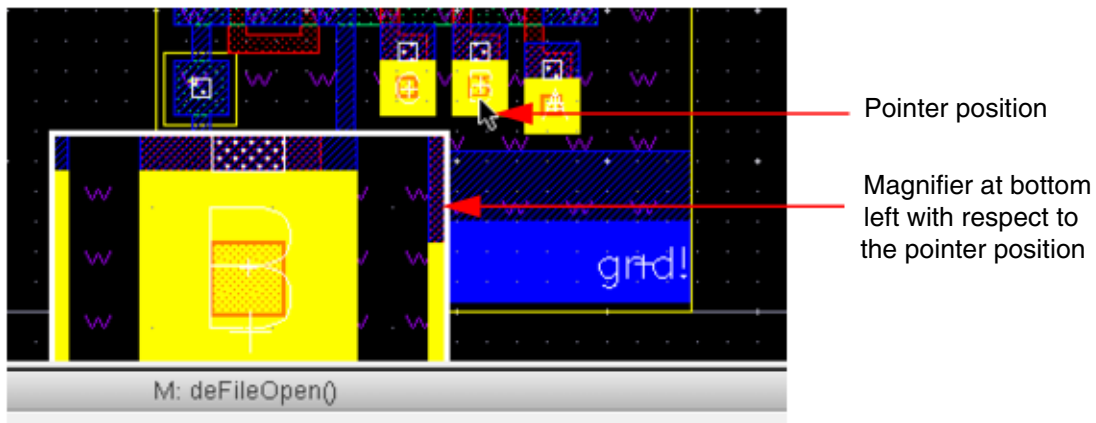 Pointer position
Magnifier at bottom
left with respect to
the pointer position
B
A
B
gnd!
M: deFileOpen()